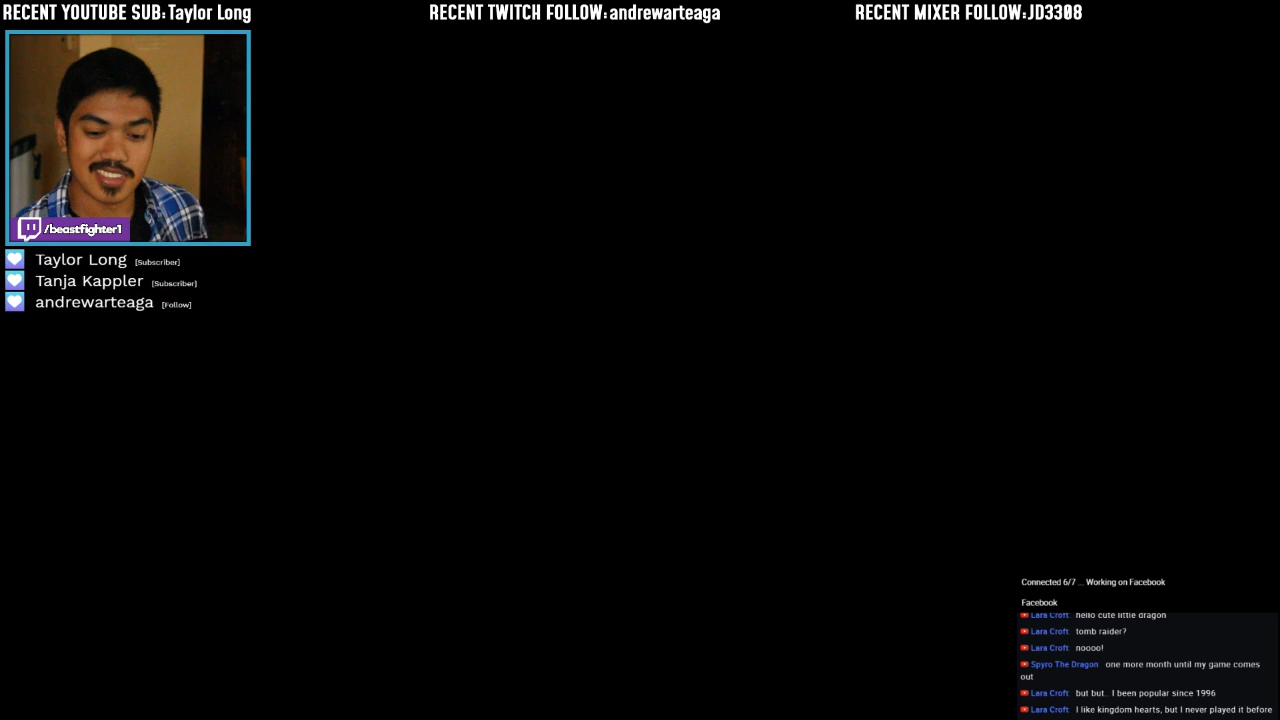 RECENT YOUTUBE SUB:Taylor Long
RECENT TWITCH FOLLOW:andrewarteaga
RECENT MIXER FOLLOW:JD3308
/beastfighter1
Taylor Long [Subscriber]
Tanja Kappler [Subscriber]
andrewarteaga [Follow]
Connected 6/7 ... Working on Facebook
Facebook
Lara Croft hello cute little dragon
Lara Croft tomb raider?
Lara Croft noooo!
Spyro The Dragon one more month until my game comes
out
Lara Croft but but.. I been popular since 1996
Lara Croft I like kingdom hearts, but I never played it before